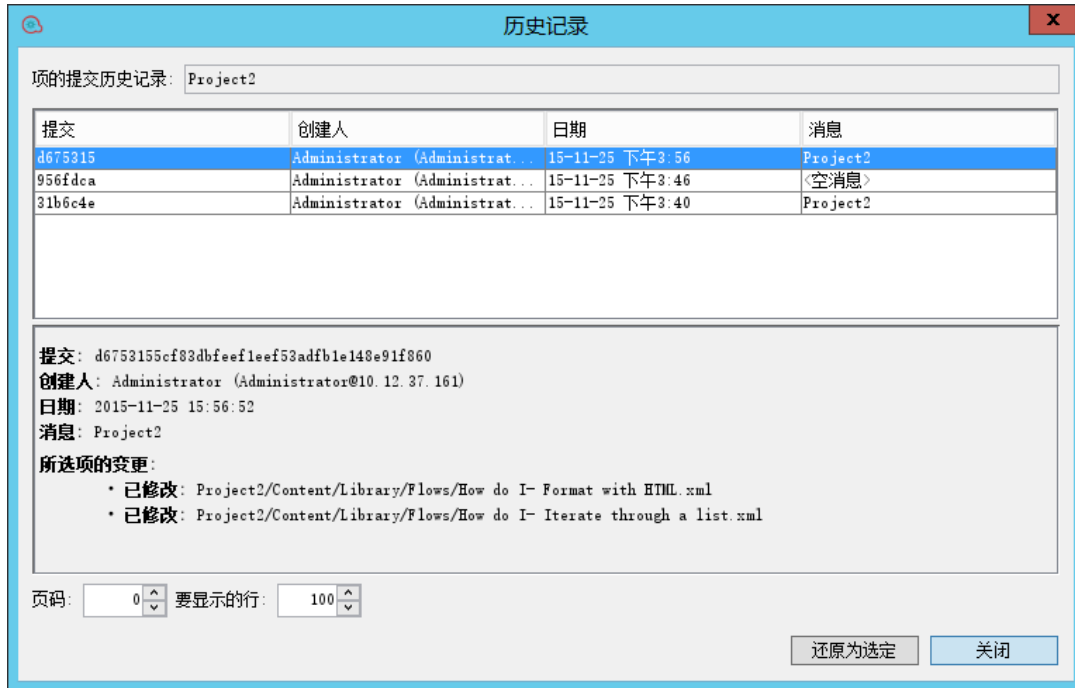 历史记录
项的提交历史记录: Project2
提交 创建人 日期 消息
d675315 Administrator (Administrat... 15-11-25 下午3:56 Project2
956fdca Administrator (Administrat... 15-11-25 下午3:46 <空消息>
31b6c4e Administrator (Administrat... 15-11-25 下午3:40 Project2
提交: d6753155cf83dbfeef1eef53adfb1e148e91f860
创建人: Administrator (Administrator@10.12.37.161)
日期: 2015-11-25 15:56:52
消息: Project2
所选项的变更:
• 已修改: Project2/Content/Library/Flows/How do I- Format with HTML.xml
• 已修改: Project2/Content/Library/Flows/How do I- Iterate through a list.xml
页码: 0 要显示的行: 100
还原为选定 关闭